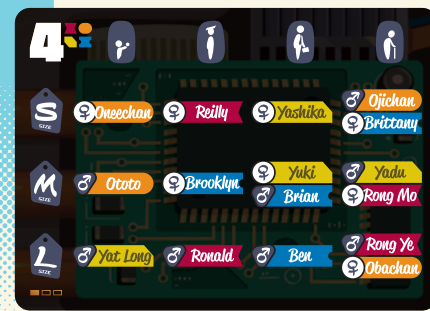 4
S Oneechan Reilly Yashika Ojichan
SIZE Brittany
M Ototo Brooklyn Yuki Yadu
SIZE Brian Rong Mo
L Yat Long Ronald Ben Rong Ye
SIZE Obachan